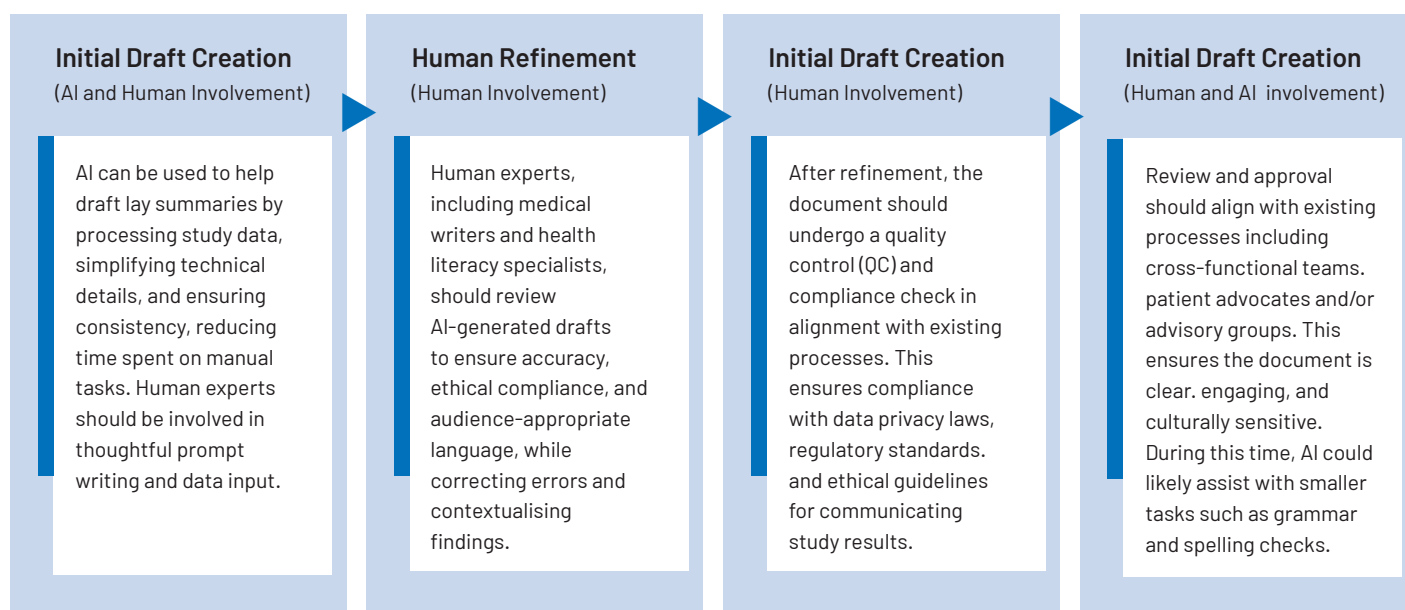 Initial Draft Creation
(AI and Human Involvement)
AI can be used to help
draft lay summaries by
processing study data,
simplifying technical
details, and ensuring
consistency, reducing
time spent on manual
tasks. Human experts
should be involved in
thoughtful prompt
writing and data input.
Human Refinement
(Human Involvement)
Human experts,
including medical
writers and health
literacy specialists,
should review
AI-generated drafts
to ensure accuracy,
ethical compliance, and
audience-appropriate
language, while
correcting errors and
contextualising
findings.
Initial Draft Creation
(Human Involvement)
After refinement, the
document should
undergo a quality
control (QC) and
compliance check in
alignment with existing
processes. This
ensures compliance
with data privacy laws,
regulatory standards.
and ethical guidelines
for communicating
study results.
Initial Draft Creation
(Human and AI involvement)
Review and approval
should align with existing
processes including
cross-functional teams.
patient advocates and/or
advisory groups. This
ensures the document is
clear. engaging, and
culturally sensitive.
During this time, AI could
likely assist with smaller
tasks such as grammar
and spelling checks.